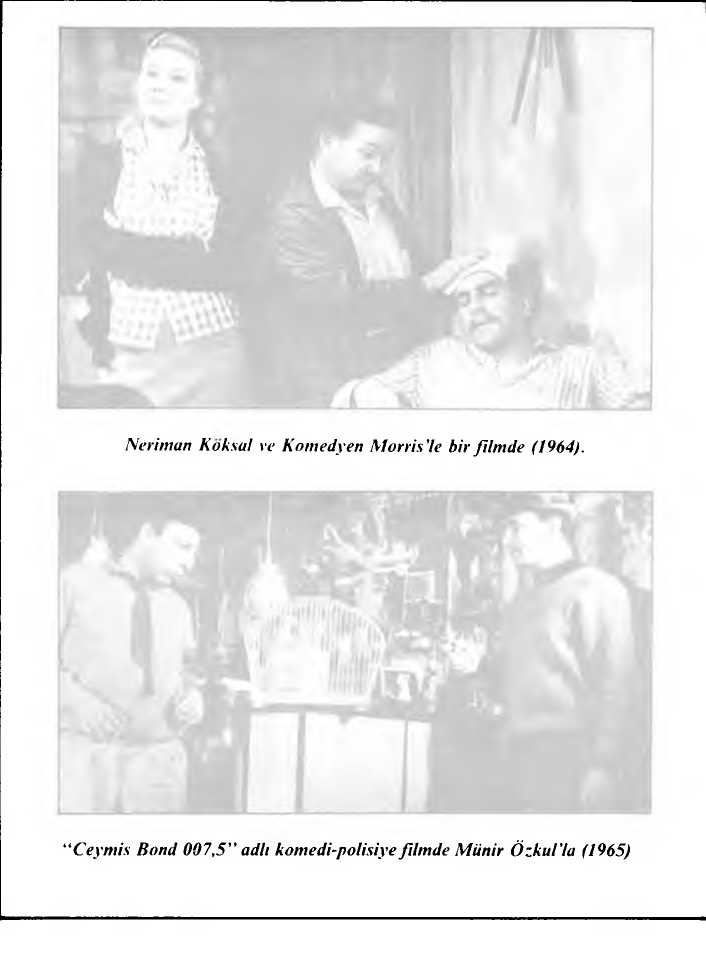 Neriman Köksal ve Komedyen Morris'le bir filmde (1964).
“Ceymis Bond 007,5” adlı komedi-polisiye filmde Münir Özkul'la (1965)